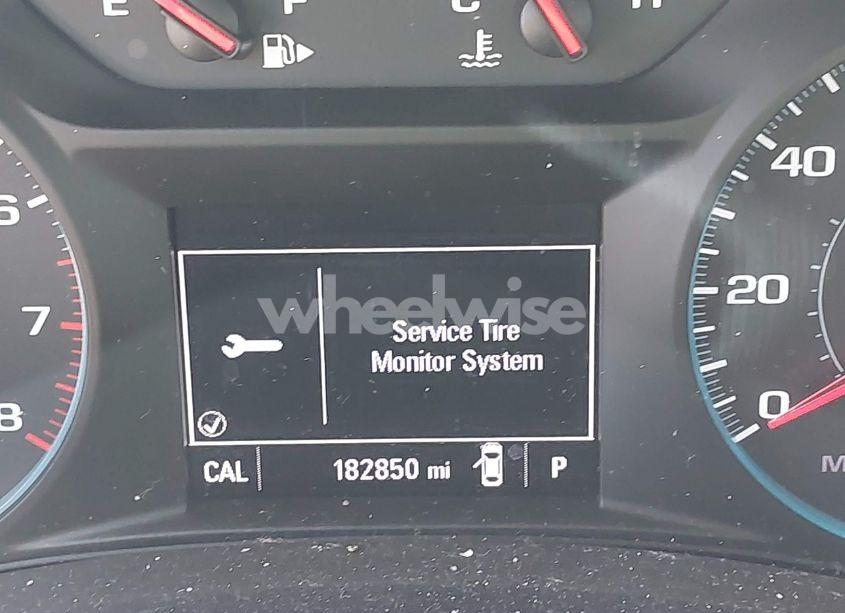 E F C H
6
7
8
40
20
0
wheelwise
Service Tire
Monitor System
CAL 182850 mi P
M